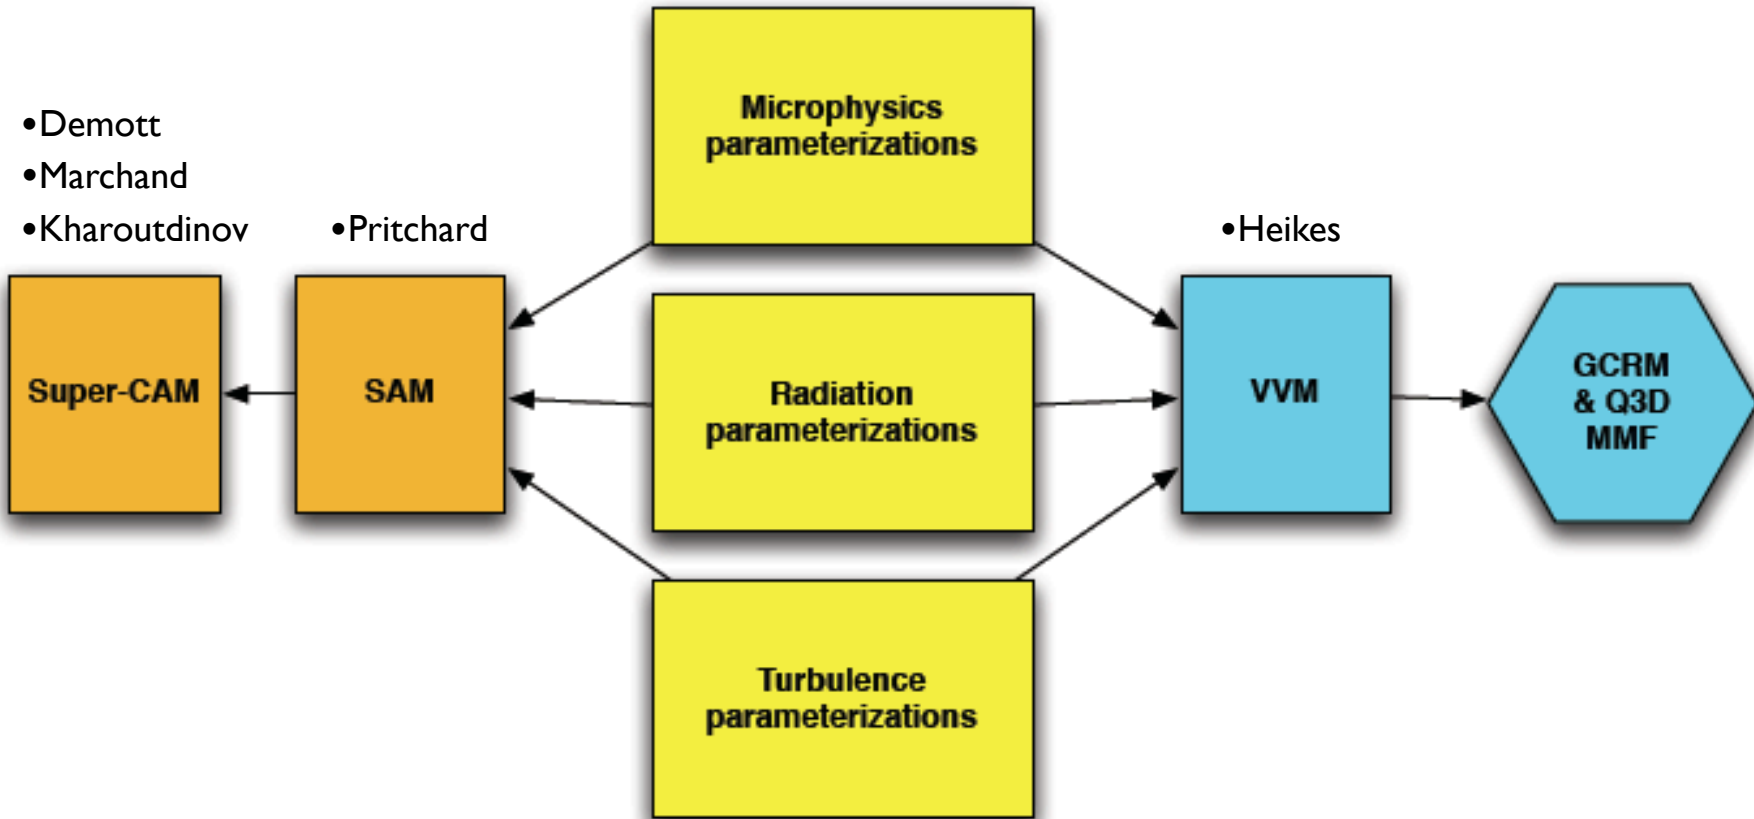 •Demott
•Marchand
•Kharoutdinov
•Pritchard
•Heikes
Microphysics
parameterizations
Super-CAM
SAM
Radiation
parameterizations
VVM
GCRM
& Q3D
MMF
Turbulence
parameterizations